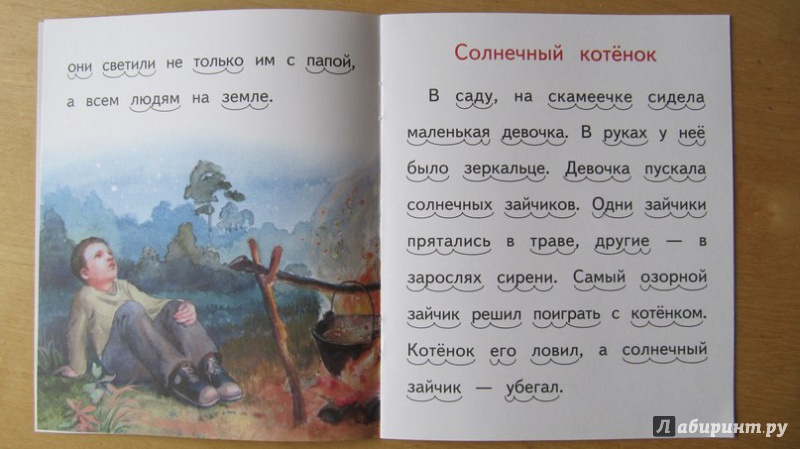 они светили не только им с папой,
а всем людям на земле.
Солнечный котёнок
В саду, на скамеечке сидела
маленькая девочка. В руках у неё
было зеркальце. Девочка пускала
солнечных зайчиков. Одни зайчики
прятались в траве, другие — в
зарослях сирени. Самый озорной
зайчик решил поиграть с котёнком.
Котёнок его ловил, а солнечный
зайчик — убегал.
Лабиринт.ру